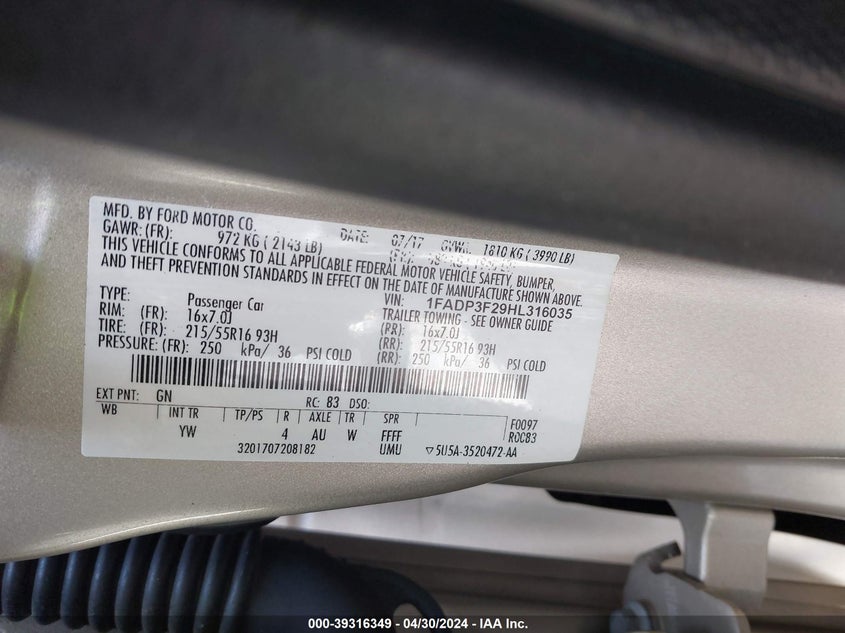 MFD. BY FORD MOTOR CO. DATE: 07/17 GVWR: 1810 KG ( 3990 LB)
GAWR: (FR): 972 KG ( 2143 LB)
THIS VEHICLE CONFORMS TO ALL APPLICABLE FEDERAL MOTOR VEHICLE SAFETY, BUMPER,
AND THEFT PREVENTION STANDARDS IN EFFECT ON THE DATE OF MANUFACTURE SHOWN ABOVE.
VIN: 1FADP3F29HL316035
TYPE: Passenger Car TRAILER TOWING - SEE OWNER GUIDE
RIM: (FR): 16x7.0J (RR): 16x7.0J
TIRE: (FR): 215/55R16 93H (RR): 215/55R16 93H
PRESSURE: (FR): 250 kPa/ 36 PSI COLD (RR): 250 kPa/ 36 PSI COLD
EXT PNT: GN RC: 83 DSO:
WB INT TR TP/PS R AXLE TR SPR F0097
YW 4 AU W FFFF R0C83
3201707208182 UMU ▽5U5A-3520472-AA
000-39316349 - 04/30/2024 - IAA Inc.